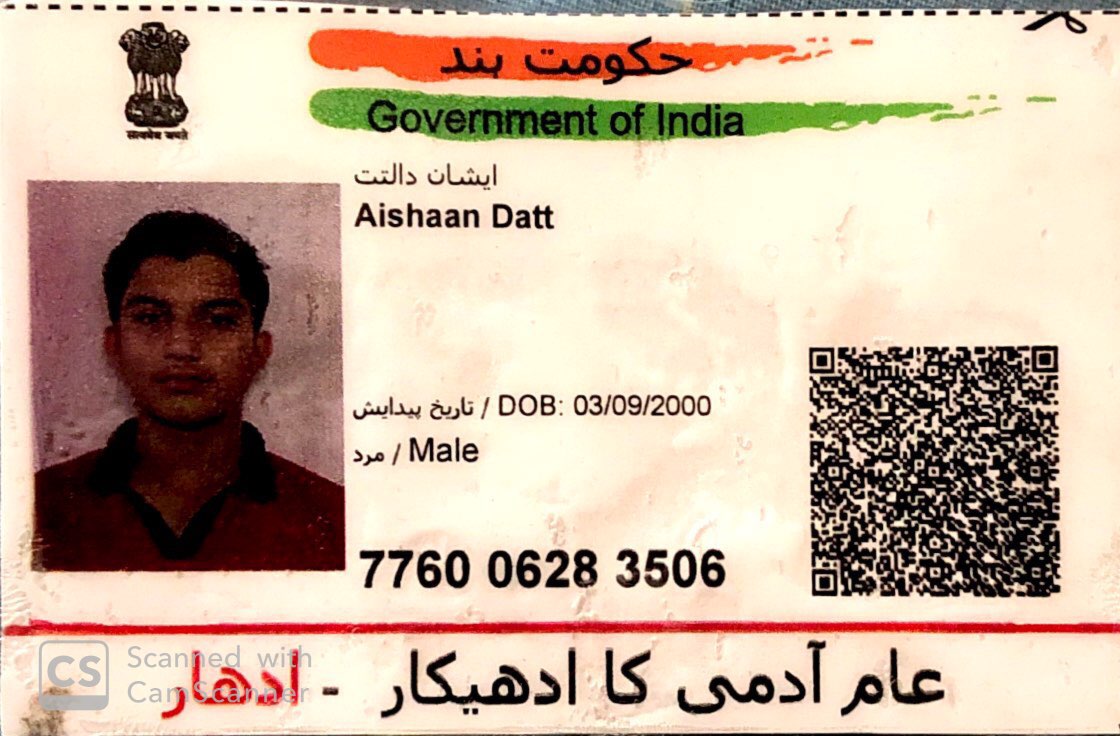 حکومت ہند
Government of India
सत्यमेव जयते
ایشان دالتت
Aishaan Datt
تاریخ پیدایش / DOB: 03/09/2000
مرد / Male
7760 0628 3506
ادھار - عام آدمی کا ادھیکار
CS Scanned with
CamScanner